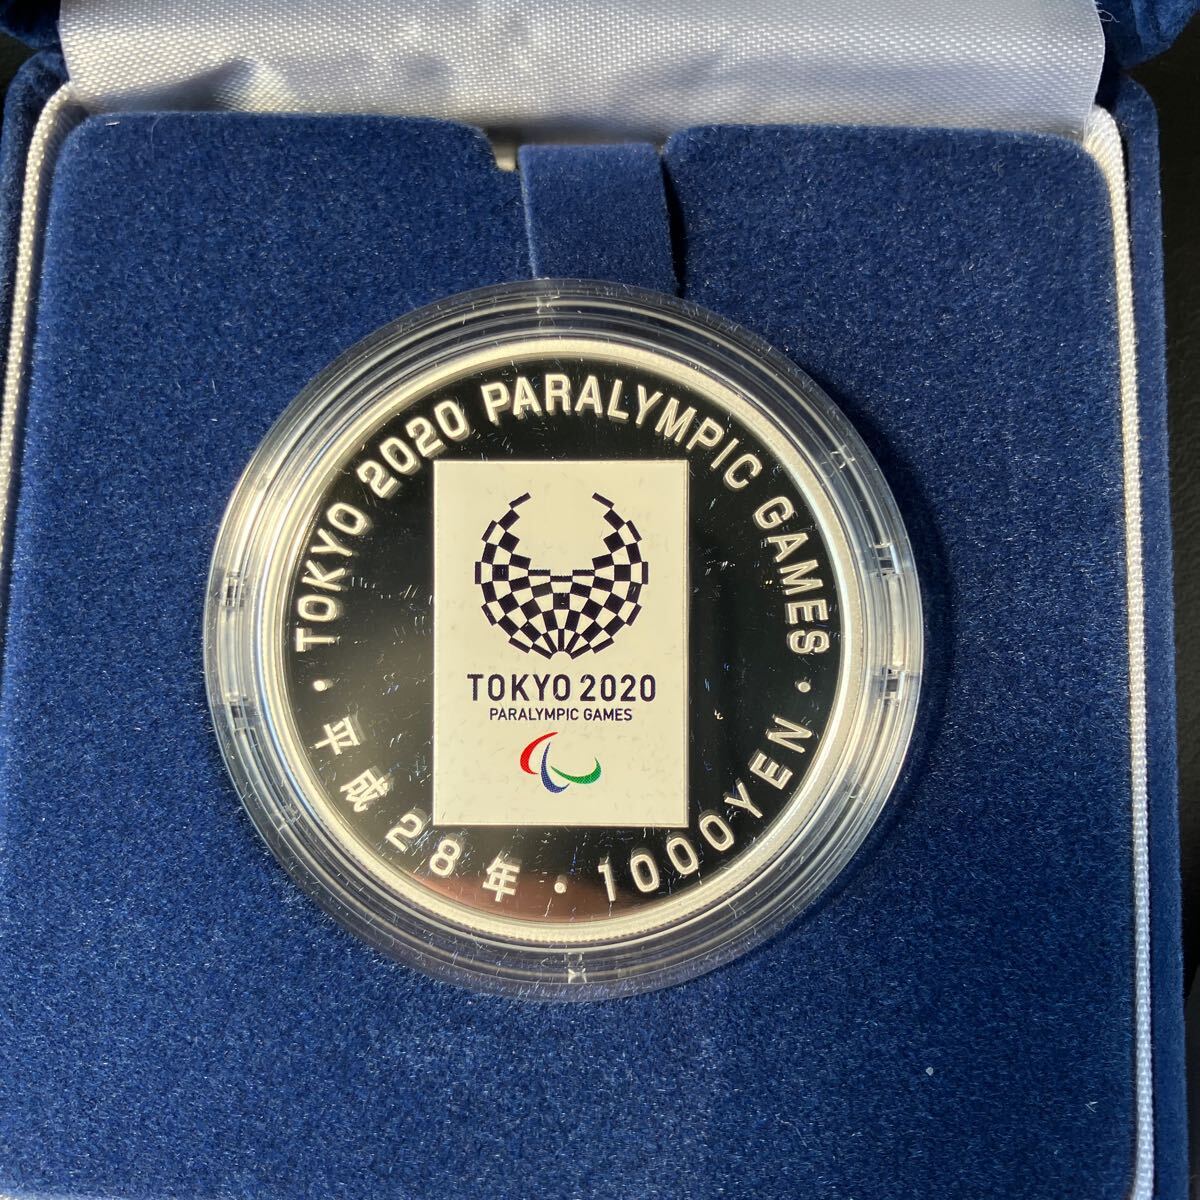 TOKYO 2020 PARALYMPIC GAMES
TOKYO 2020
PARALYMPIC GAMES
平成28年・1000YEN